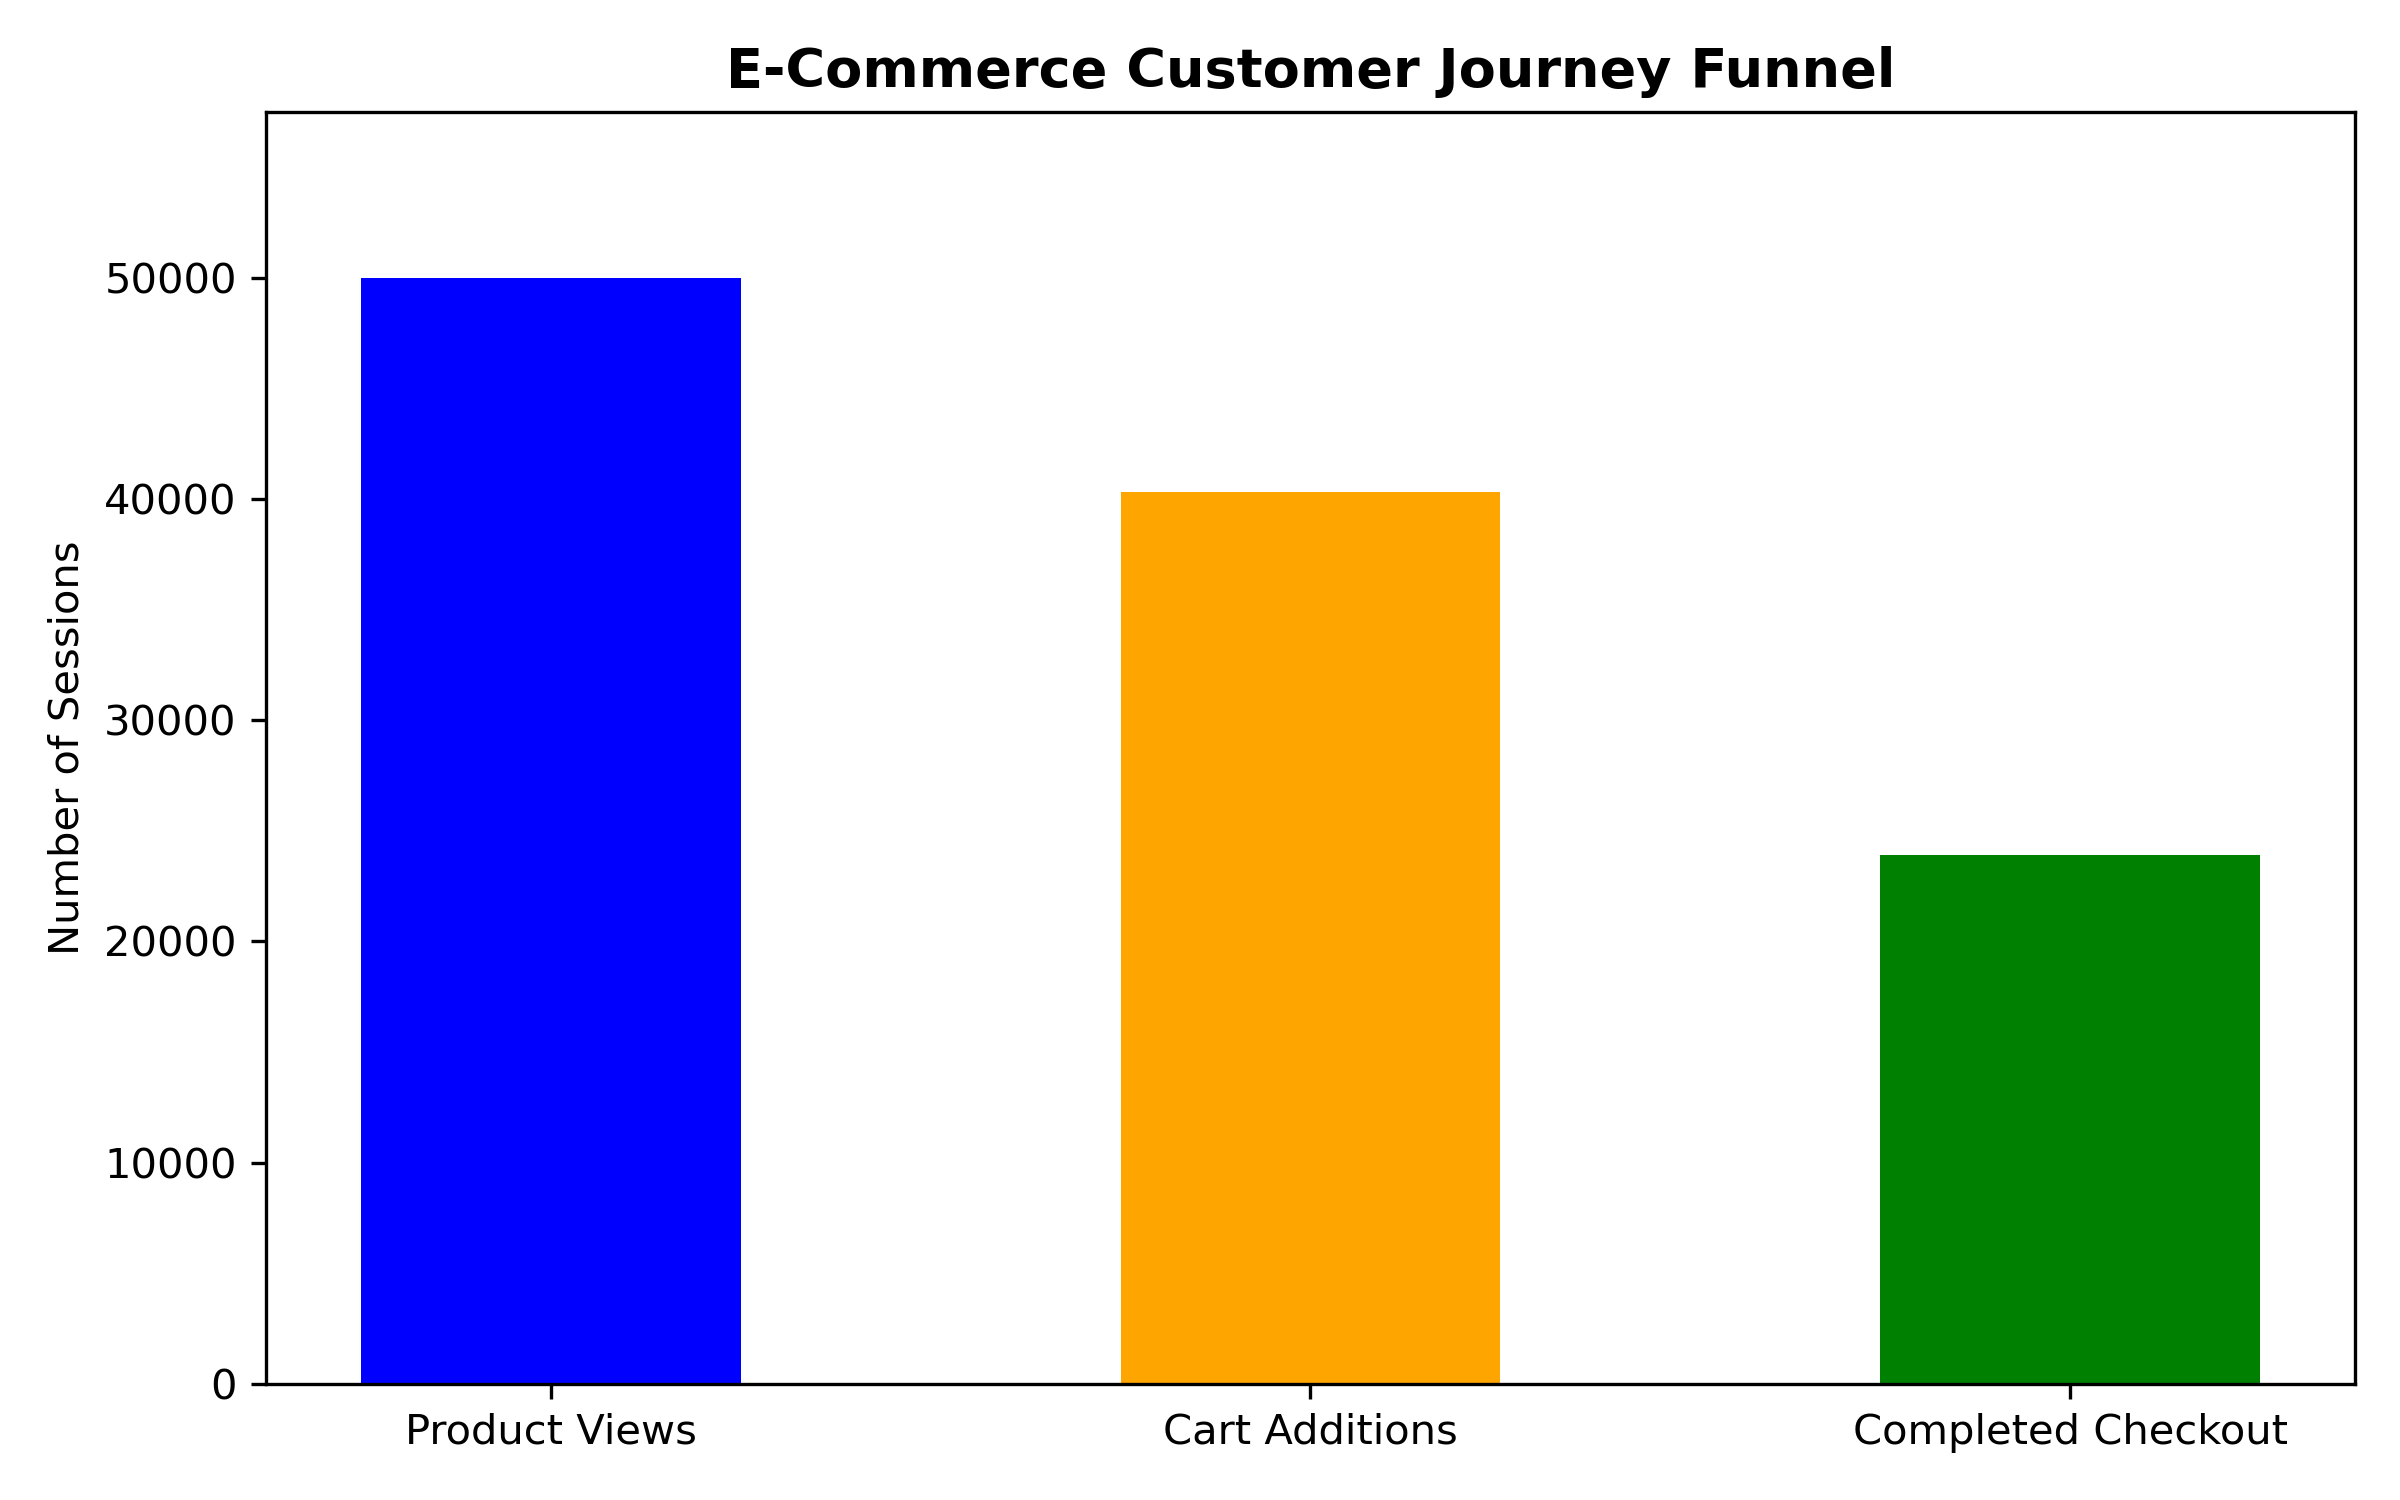 E-Commerce Customer Journey Funnel
Number of Sessions
50000
40000
30000
20000
10000
0
Product Views
Cart Additions
Completed Checkout